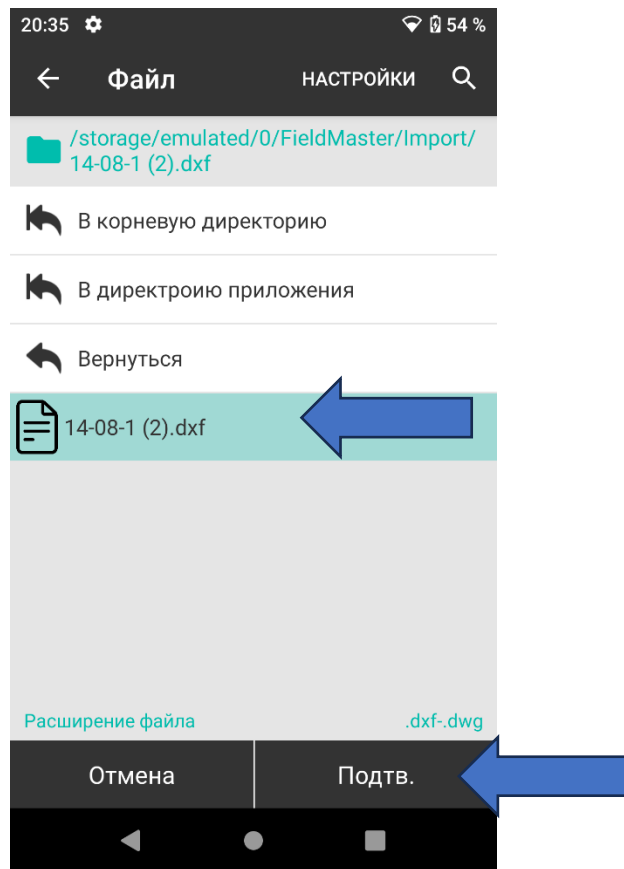 20:35 54 %
Файл НАСТРОЙКИ
/storage/emulated/0/FieldMaster/Import/
14-08-1 (2).dxf
В корневую директорию
В директроию приложения
Вернуться
14-08-1 (2).dxf
Расширение файла .dxf-.dwg
Отмена Подтв.